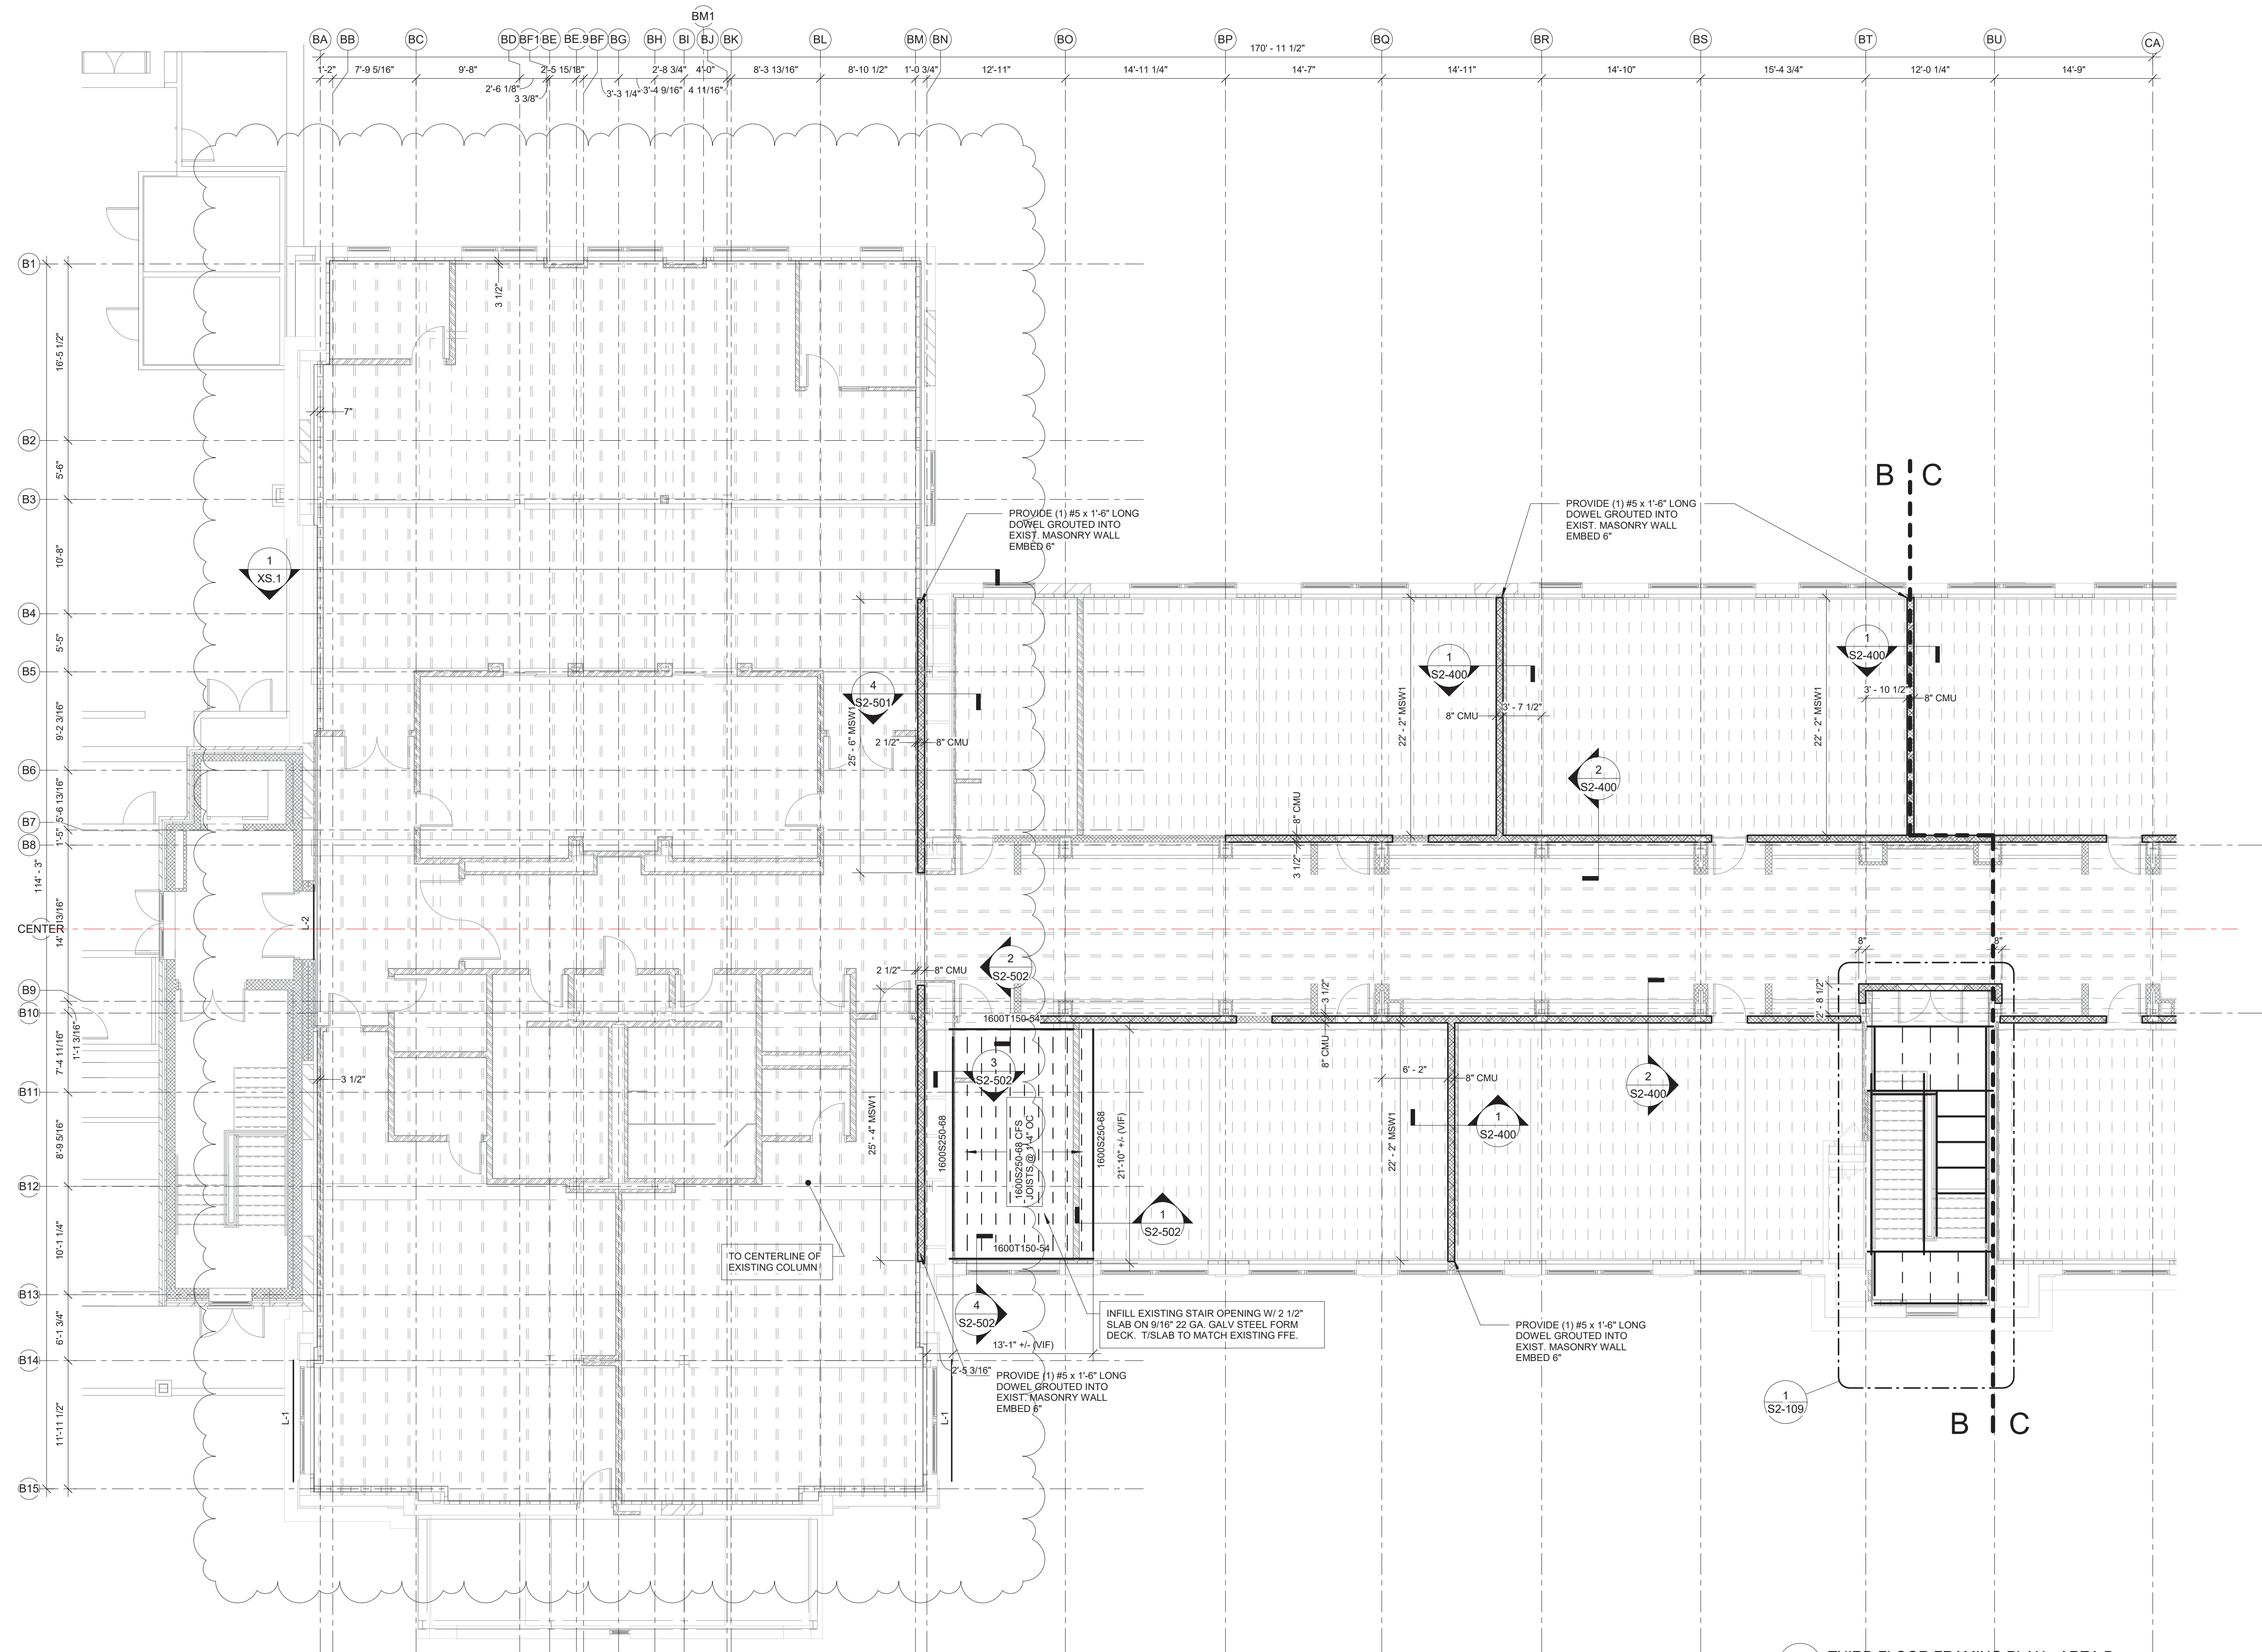 BM1
BA
BB
BC
BD
BF1
BE
BE.9
BF
BG
BH
BI
BJ
BK
BL
BM
BN
BO
BP
BQ
BR
BS
BT
BU
CA
170' - 11 1/2"
1'-2"
7'-9 5/16"
9'-8"
2'-5 15/16"
2'-8 3/4"
4'-0"
8'-3 13/16"
8'-10 1/2"
1'-0 3/4"
12'-11"
14'-11 1/4"
14'-7"
14'-11"
14'-10"
15'-4 3/4"
12'-0 1/4"
14'-9"
2'-6 1/8"
3 3/8"
3'-3 1/4"
3'-4 9/16"
4 11/16"
B1
B2
B3
B4
B5
B6
B7
B8
CENTER
B9
B10
B11
B12
B13
B14
B15
16'-5 1/2"
5'-6"
10'-8"
5'-5"
9'-2 3/16"
5'-6 13/16"
1'-5"
114' - 3"
1'-1 3/16"
7'-4 11/16"
8'-9 5/16"
10'-1 1/4"
6'-1 3/4"
11'-11 1/2"
3 1/2"
7"
1
XS.1
PROVIDE (1) #5 x 1'-6" LONG
DOWEL GROUTED INTO
EXIST. MASONRY WALL
EMBED 6"
PROVIDE (1) #5 x 1'-6" LONG
DOWEL GROUTED INTO
EXIST. MASONRY WALL
EMBED 6"
B
C
4
S2-501
25' - 6" MSW1
2 1/2"
8" CMU
1
S2-400
22' - 2" MSW1
8" CMU
3' - 7 1/2"
1
S2-400
22' - 2" MSW1
3' - 10 1/2"
8" CMU
2
S2-400
8" CMU
3 1/2"
L-2
2 1/2"
8" CMU
2
S2-502
1600T150-54
3 1/2"
8" CMU
8"
8"
2' - 8 1/2"
3
S2-502
3 1/2"
25' - 4" MSW1
1600S250-68
1600S250-68 CFS
JOISTS @ 1'-4" OC
1600S250-68
21'-10" +/- (VIF)
6' - 2"
8" CMU
22' - 2" MSW1
1
S2-400
2
S2-400
1
S2-502
1600T150-54
TO CENTERLINE OF
EXISTING COLUMN
4
S2-502
INFILL EXISTING STAIR OPENING W/ 2 1/2"
SLAB ON 9/16" 22 GA. GALV STEEL FORM
DECK. T/SLAB TO MATCH EXISTING FFE.
13'-1" +/- (VIF)
2'-5 3/16"
PROVIDE (1) #5 x 1'-6" LONG
DOWEL GROUTED INTO
EXIST. MASONRY WALL
EMBED 6"
PROVIDE (1) #5 x 1'-6" LONG
DOWEL GROUTED INTO
EXIST. MASONRY WALL
EMBED 6"
1
S2-109
B
C
L-1
L-1